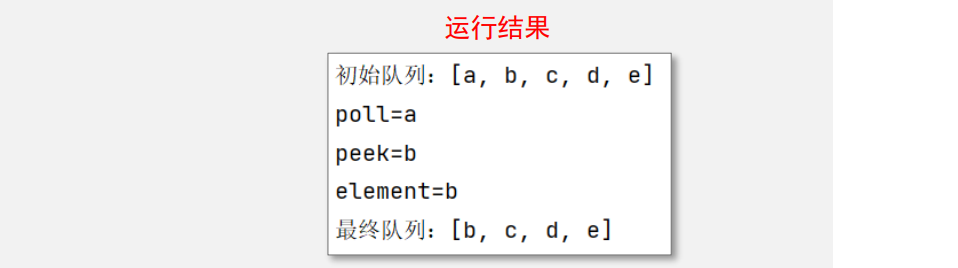 运行结果
初始队列：[a, b, c, d, e]
poll=a
peek=b
element=b
最终队列：[b, c, d, e]